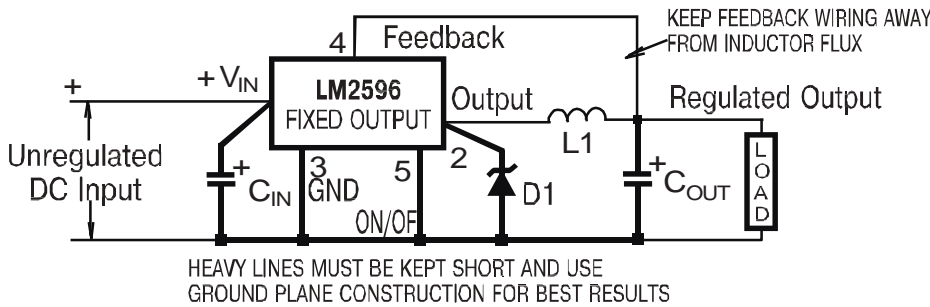 KEEP FEEDBACK WIRING AWAY
FROM INDUCTOR FLUX
4
Feedback
+
+VIN
LM2596
FIXED OUTPUT
Output
Regulated Output
L1
Unregulated
DC Input
+
CIN
3
GND
5
ON/OF
2
D1
+
COUT
LOAD
HEAVY LINES MUST BE KEPT SHORT AND USE
GROUND PLANE CONSTRUCTION FOR BEST RESULTS